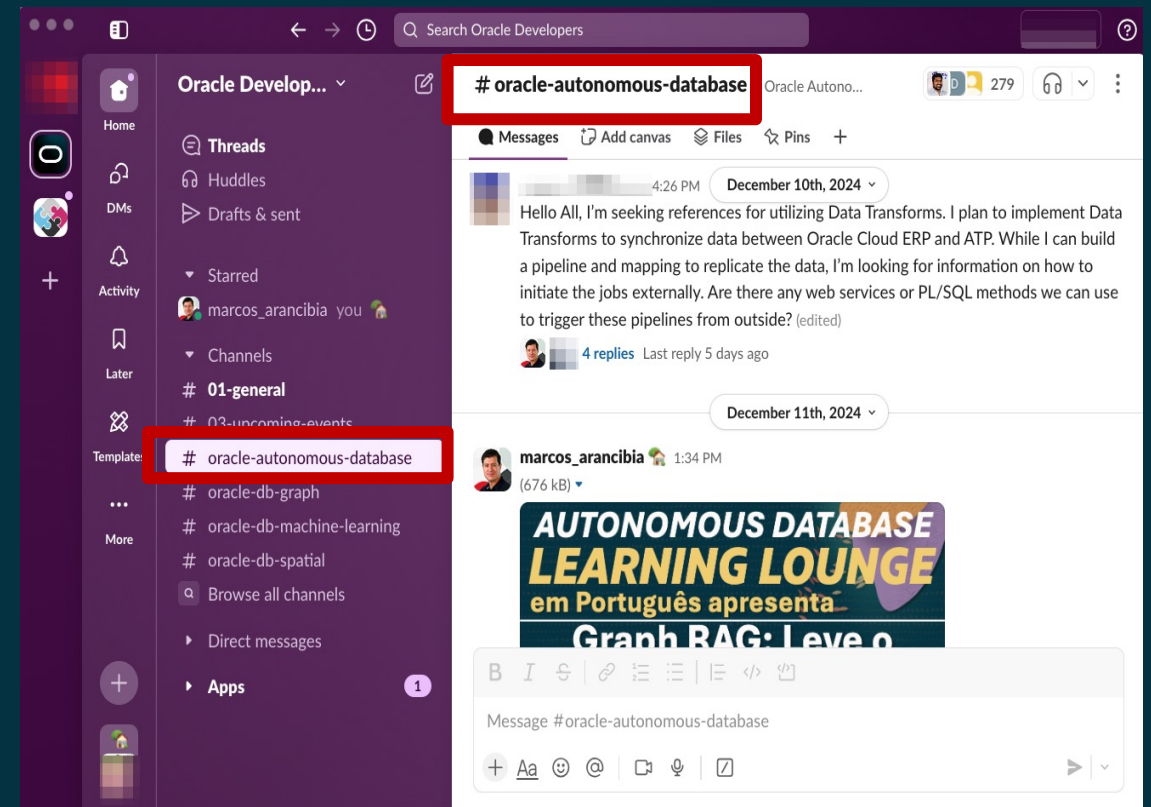 Search Oracle Developers
Home
DMs
Activity
Later
Templates
More
Oracle Develop...
Threads
Huddles
Drafts & sent
Starred
marcos_arancibia you
Channels
# 01-general
# 03-upcoming-events
# oracle-autonomous-database
# oracle-db-graph
# oracle-db-machine-learning
# oracle-db-spatial
Browse all channels
Direct messages
Apps 1
# oracle-autonomous-database Oracle Autono... D 279
Messages Add canvas Files Pins +
4:26 PM December 10th, 2024
Hello All, I'm seeking references for utilizing Data Transforms. I plan to implement Data
Transforms to synchronize data between Oracle Cloud ERP and ATP. While I can build
a pipeline and mapping to replicate the data, I'm looking for information on how to
initiate the jobs externally. Are there any web services or PL/SQL methods we can use
to trigger these pipelines from outside? (edited)
4 replies Last reply 5 days ago
December 11th, 2024
marcos_arancibia 1:34 PM
(676 kB)
AUTONOMOUS DATABASE
LEARNING LOUNGE
em Português apresenta
Graph RAG: Leve o
B I S
Message #oracle-autonomous-database
+ Aa @